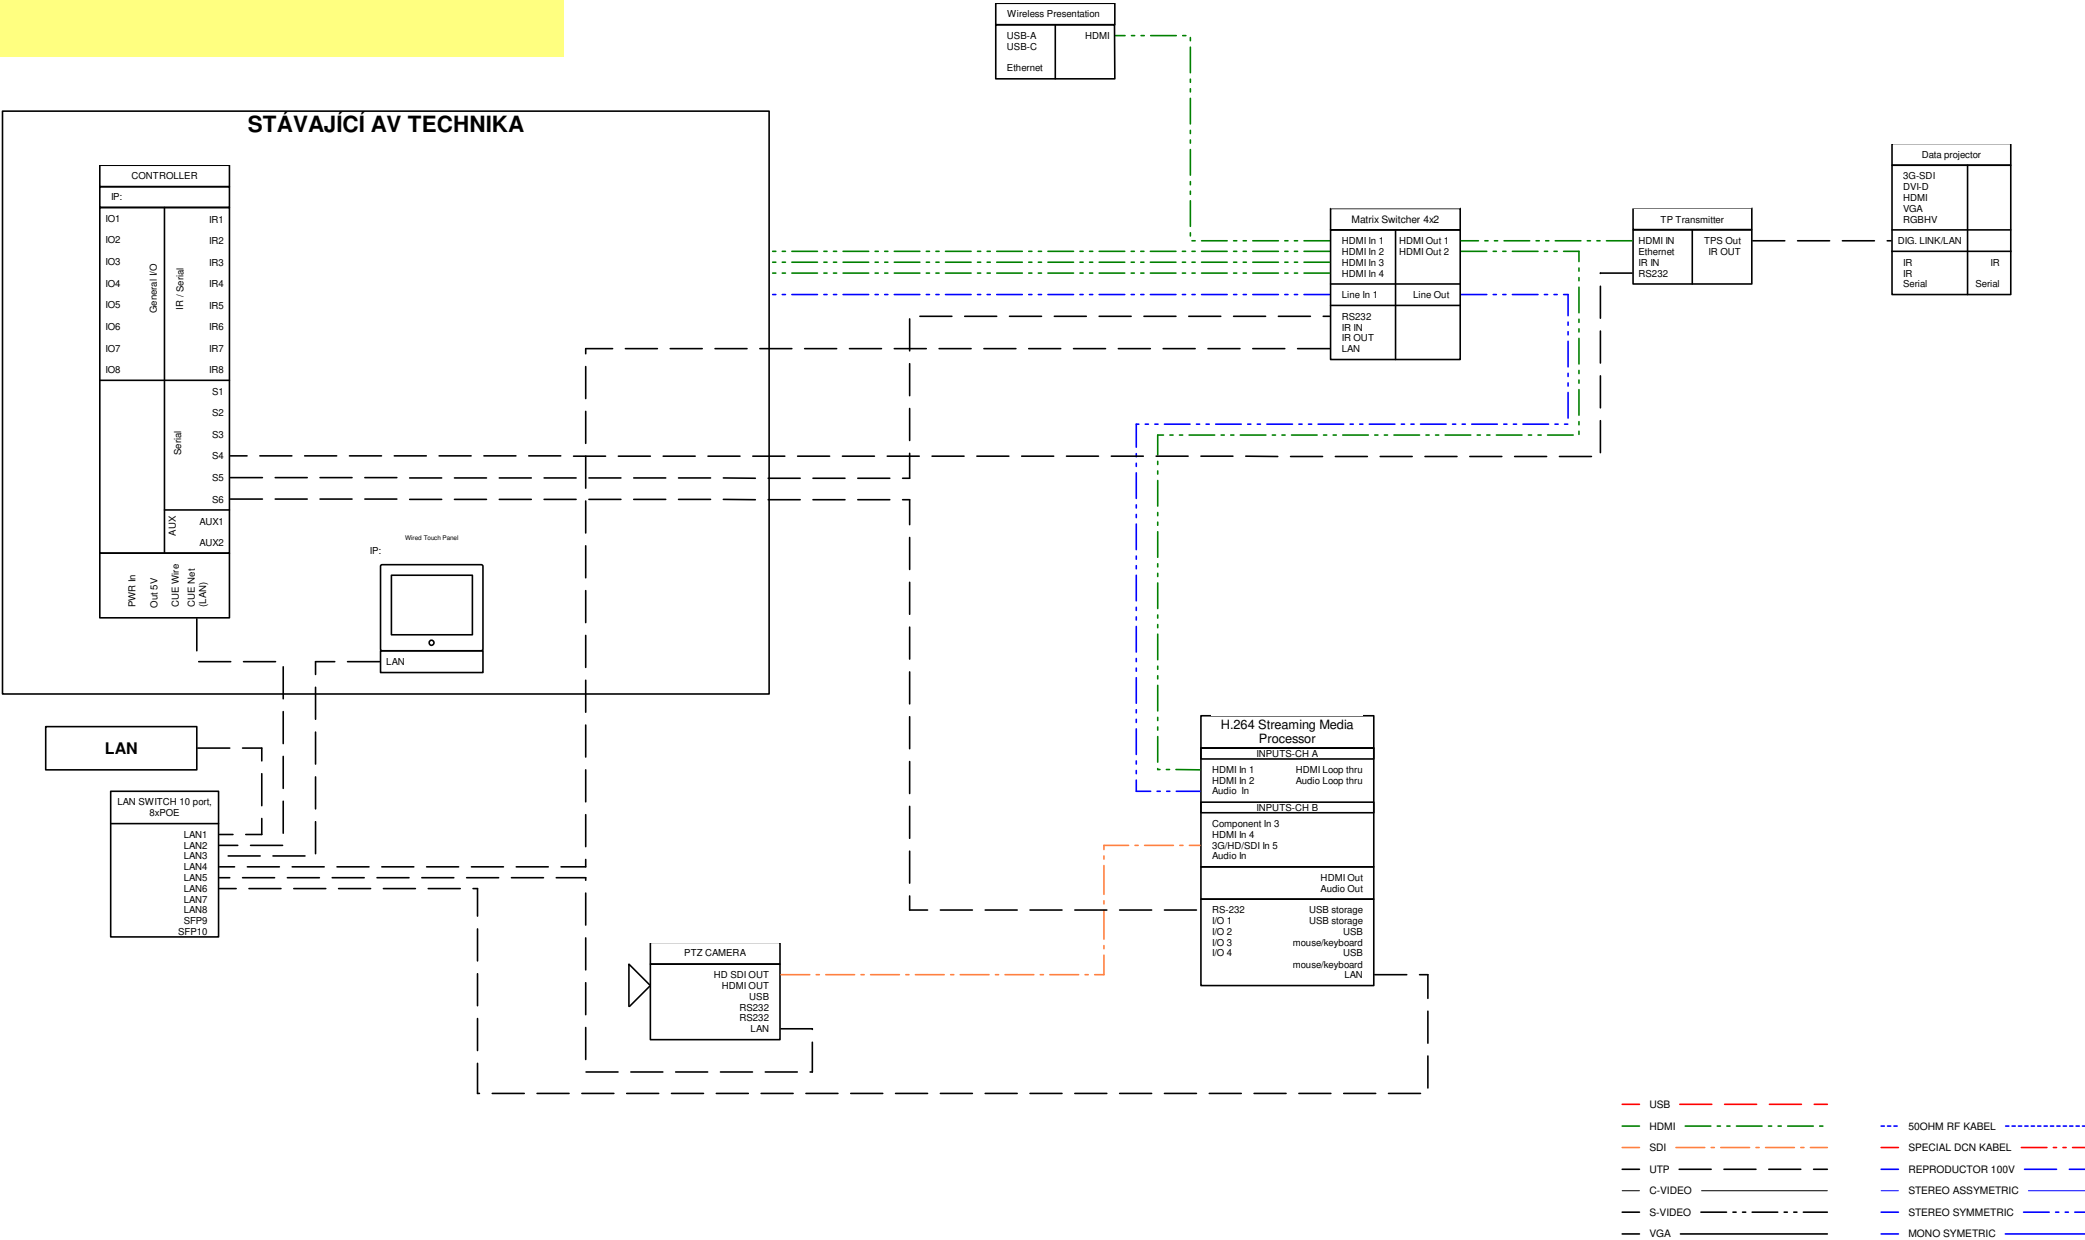 Wireless Presentation
USB-A HDMI
USB-C
Ethernet
STÁVAJÍCÍ AV TECHNIKA
CONTROLLER
IP:
IO1 IR1
IO2 IR2
IO3 IR3
IO4 IR4
IO5 IR5
IO6 IR6
IO7 IR7
IO8 IR8
General I/O
IR / Serial
S1
S2
S3
S4
S5
S6
Serial
AUX
AUX1
AUX2
PWR In
Out 5V
CUE Wire
CUE Net
(LAN)
Wired Touch Panel
IP:
LAN
Matrix Switcher 4x2
HDMI In 1 HDMI Out 1
HDMI In 2 HDMI Out 2
HDMI In 3
HDMI In 4
Line In 1 Line Out
RS232
IR IN
IR OUT
LAN
TP Transmitter
HDMI IN TPS Out
Ethernet IR OUT
IR IN
RS232
Data projector
3G-SDI
DVI-D
HDMI
VGA
RGBHV
DIG. LINK/LAN
IR IR
IR
Serial Serial
LAN
LAN SWITCH 10 port,
8xPOE
LAN1
LAN2
LAN3
LAN4
LAN5
LAN6
LAN7
LAN8
SFP9
SFP10
PTZ CAMERA
HD SDI OUT
HDMI OUT
USB
RS232
RS232
LAN
H.264 Streaming Media
Processor
INPUTS-CH A
HDMI In 1 HDMI Loop thru
HDMI In 2 Audio Loop thru
Audio In
INPUTS-CH B
Component In 3
HDMI In 4
3G/HD/SDI In 5
Audio In
HDMI Out
Audio Out
RS-232 USB storage
I/O 1 USB storage
I/O 2 USB
I/O 3 mouse/keyboard
I/O 4 USB
mouse/keyboard
LAN
USB
HDMI
SDI
UTP
C-VIDEO
S-VIDEO
VGA
50OHM RF KABEL
SPECIAL DCN KABEL
REPRODUCTOR 100V
STEREO ASSYMETRIC
STEREO SYMMETRIC
MONO SYMETRIC